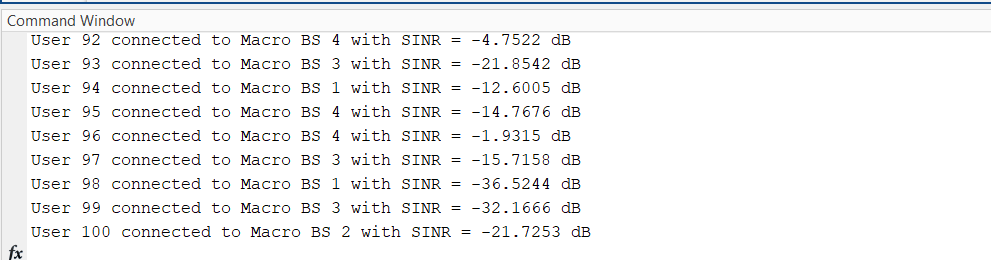 Command Window
User 92 connected to Macro BS 4 with SINR = -4.7522 dB
User 93 connected to Macro BS 3 with SINR = -21.8542 dB
User 94 connected to Macro BS 1 with SINR = -12.6005 dB
User 95 connected to Macro BS 4 with SINR = -14.7676 dB
User 96 connected to Macro BS 4 with SINR = -1.9315 dB
User 97 connected to Macro BS 3 with SINR = -15.7158 dB
User 98 connected to Macro BS 1 with SINR = -36.5244 dB
User 99 connected to Macro BS 3 with SINR = -32.1666 dB
User 100 connected to Macro BS 2 with SINR = -21.7253 dB
fx